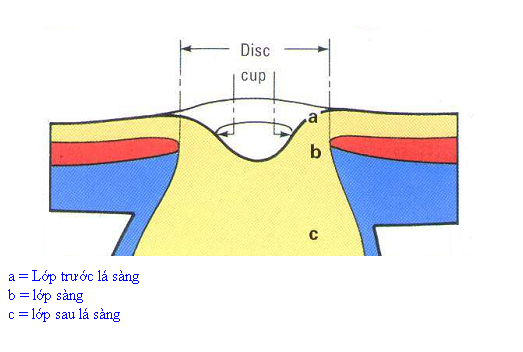 Disc
cup
a
b
c
a = Lớp trước lá sàng
b = lớp sàng
c = lớp sau lá sàng